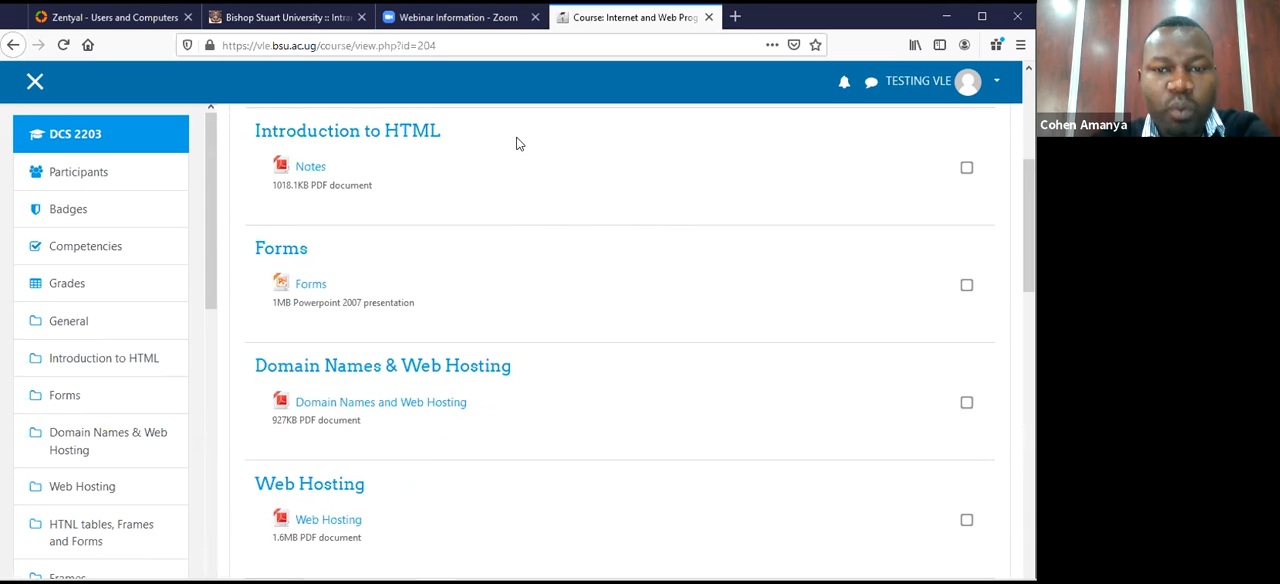 Zentyal - Users and Computers
Bishop Stuart University :: Intra
Webinar Information - Zoom
Course: Internet and Web Prog
https://vle.bsu.ac.ug/course/view.php?id=204
TESTING VLE
DCS 2203
Participants
Badges
Competencies
Grades
General
Introduction to HTML
Forms
Domain Names & Web
Hosting
Web Hosting
HTNL tables, Frames
and Forms
Frames
Introduction to HTML
Notes
1018.1KB PDF document
Forms
Forms
1MB Powerpoint 2007 presentation
Domain Names & Web Hosting
Domain Names and Web Hosting
927KB PDF document
Web Hosting
Web Hosting
1.6MB PDF document
Cohen Amanya